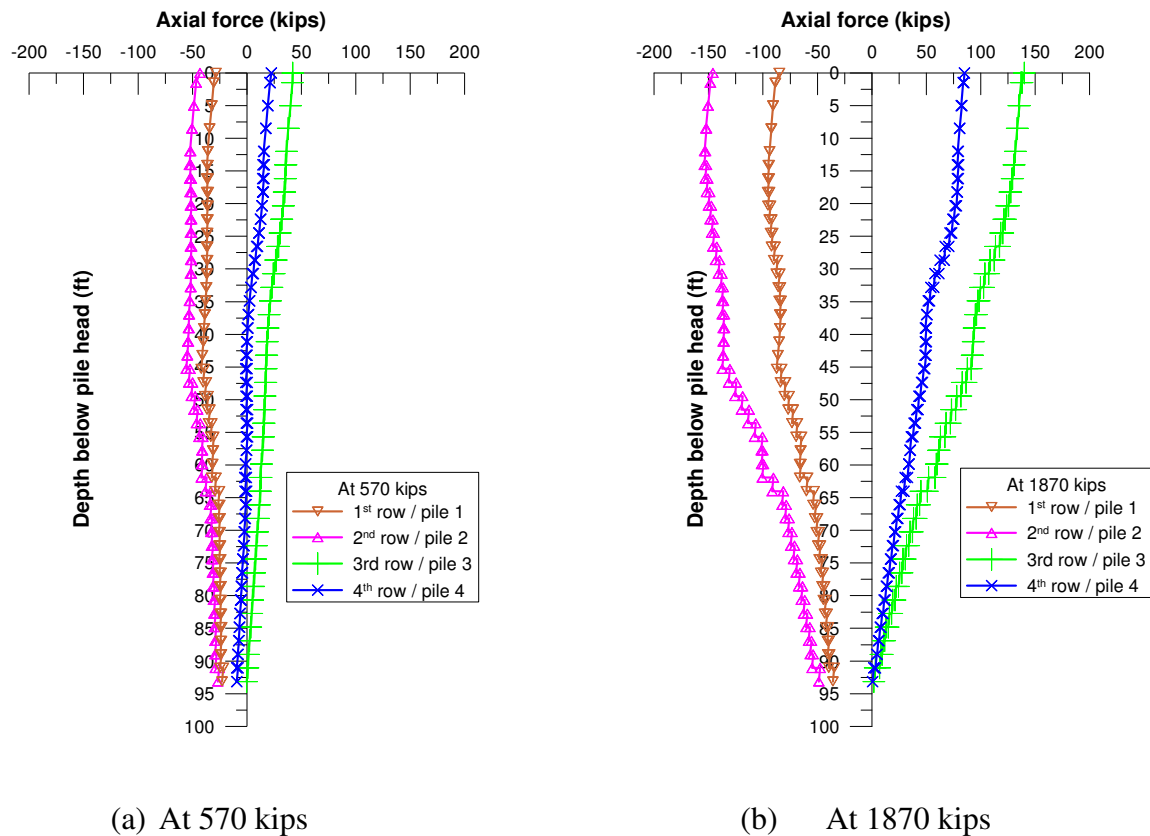 Axial force (kips)
-200 -150 -100 -50 0 50 100 150 200
0
5
10
15
20
25
30
35
40
45
50
55
60
65
70
75
80
85
90
95
100
Depth below pile head (ft)
At 570 kips
1st row / pile 1
2nd row / pile 2
3rd row / pile 3
4th row / pile 4
(a) At 570 kips
Axial force (kips)
-200 -150 -100 -50 0 50 100 150 200
0
5
10
15
20
25
30
35
40
45
50
55
60
65
70
75
80
85
90
95
100
Depth below pile head (ft)
At 1870 kips
1st row / pile 1
2nd row / pile 2
3rd row / pile 3
4th row / pile 4
(b) At 1870 kips